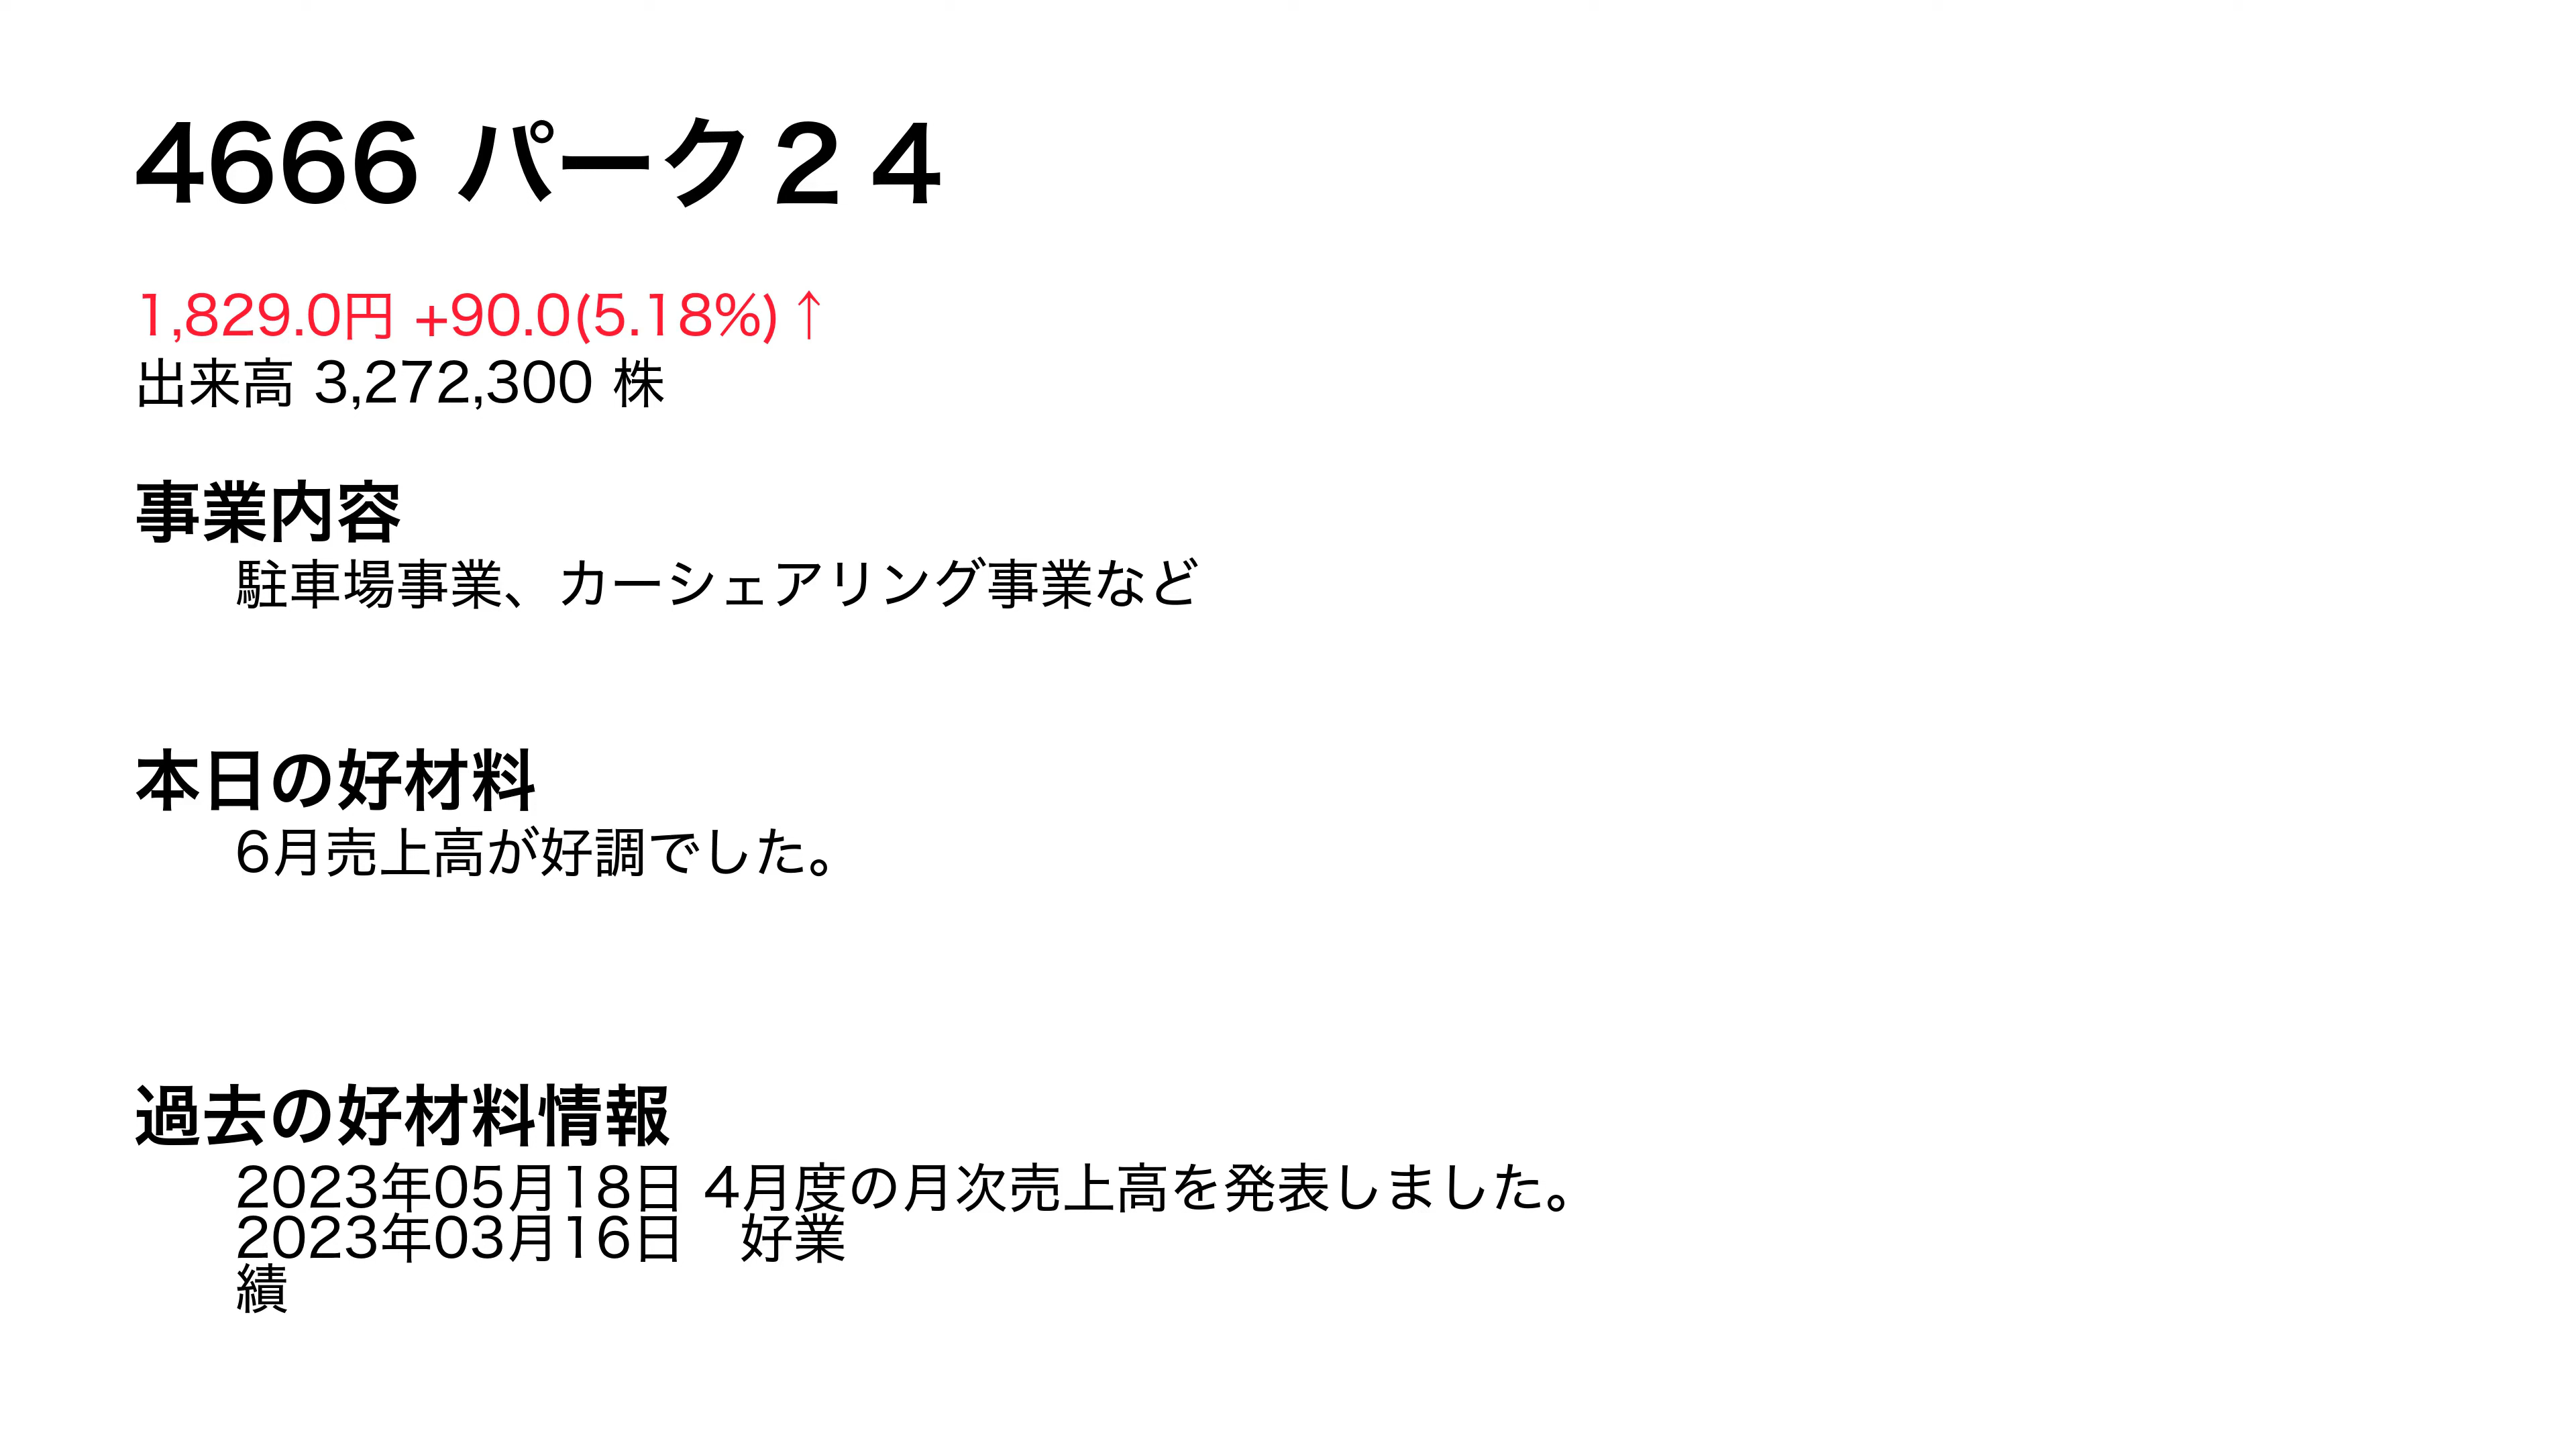 4666 パーク２４
1,829.0円 +90.0(5.18%)↑
出来高 3,272,300 株
事業内容
駐車場事業、カーシェアリング事業など
本日の好材料
6月売上高が好調でした。
過去の好材料情報
2023年05月18日 4月度の月次売上高を発表しました。
2023年03月16日　好業
績